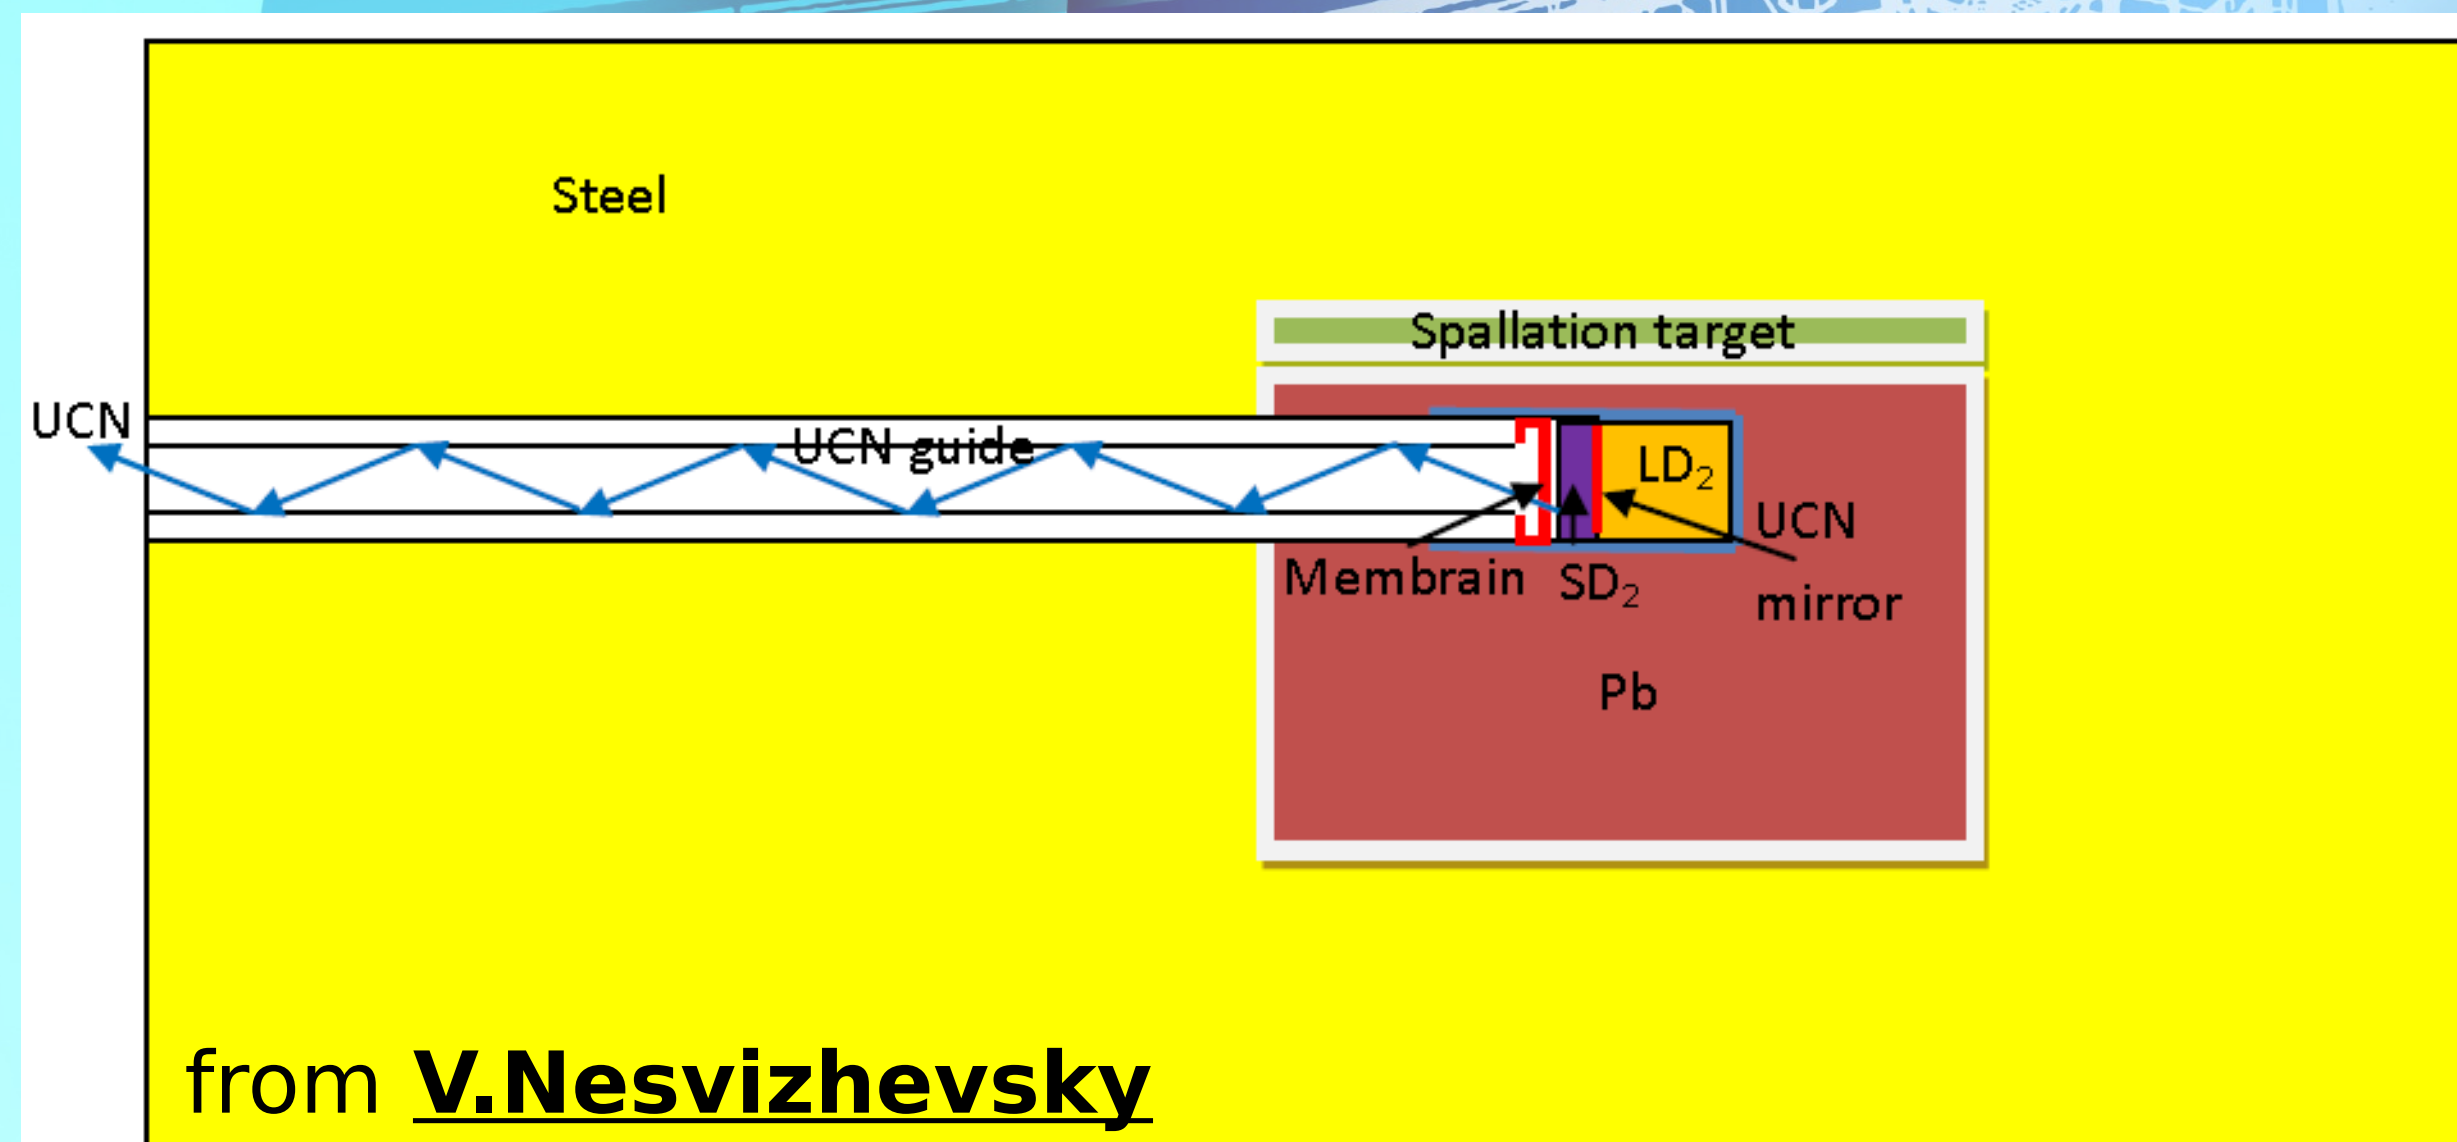 Steel
Spallation target
UCN
UCN guide
LD₂
UCN
mirror
Membrain
SD₂
Pb
from V.Nesvizhevsky